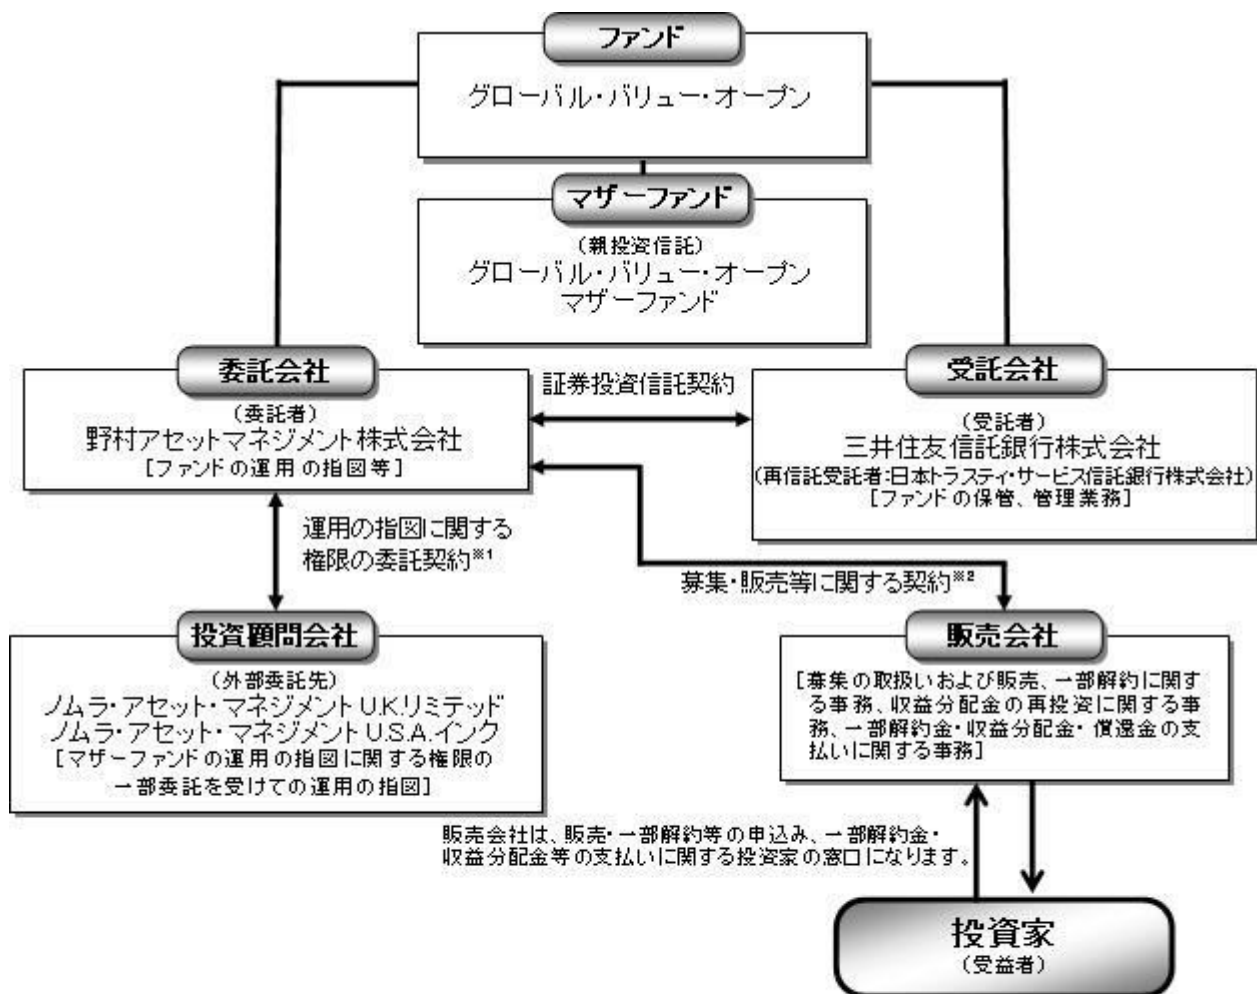 ファンド
グローバル・バリュー・オープン
マザーファンド
（親投資信託）
グローバル・バリュー・オープン
マザーファンド
委託会社
（委託者）
野村アセットマネジメント株式会社
［ファンドの運用の指図等］
証券投資信託契約
受託会社
（受託者）
三井住友信託銀行株式会社
（再信託受託者：日本トラスティ・サービス信託銀行株式会社）
［ファンドの保管、管理業務］
運用の指図に関する
権限の委託契約※1
募集・販売等に関する契約※2
投資顧問会社
（外部委託先）
ノムラ・アセット・マネジメントU.K.リミテッド
ノムラ・アセット・マネジメントU.S.A.インク
［マザーファンドの運用の指図に関する権限の
一部委託を受けての運用の指図］
販売会社
［募集の取扱いおよび販売、一部解約に関す
る事務、収益分配金の再投資に関する事
務、一部解約金・収益分配金・償還金の支
払いに関する事務］
販売会社は、販売・一部解約等の申込み、一部解約金・
収益分配金等の支払いに関する投資家の窓口になります。
投資家
（受益者）